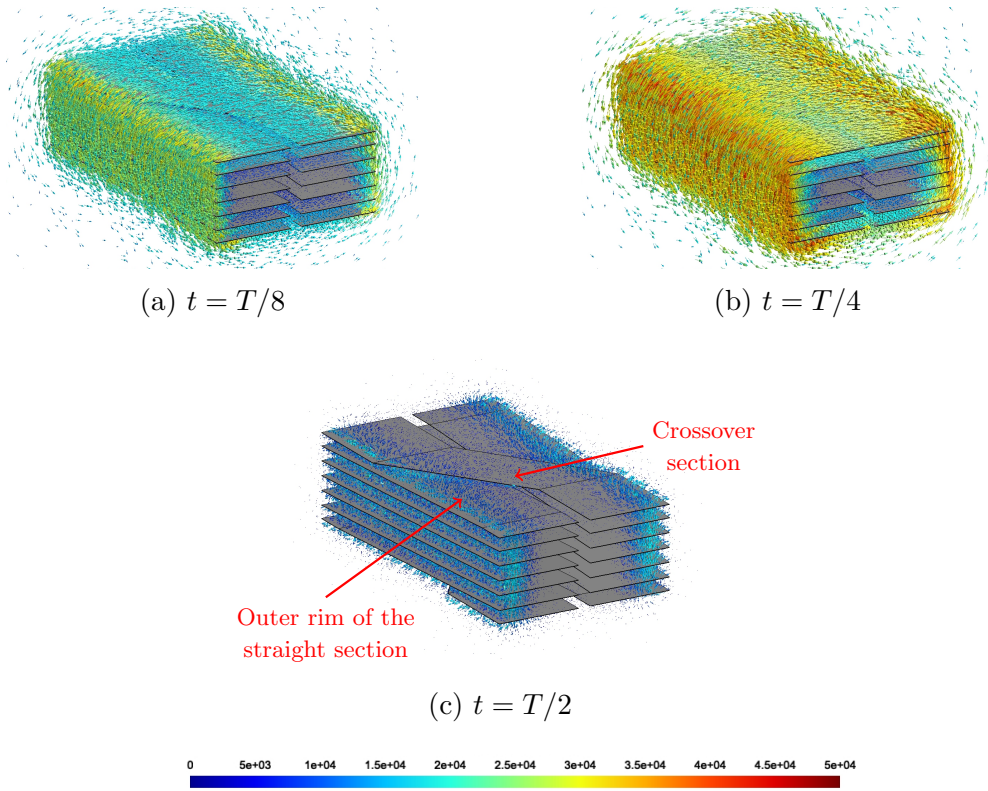 (a) t = T/8
(b) t = T/4
Crossover
section
Outer rim of the
straight section
(c) t = T/2
0 5e+03 1e+04 1.5e+04 2e+04 2.5e+04 3e+04 3.5e+04 4e+04 4.5e+04 5e+04